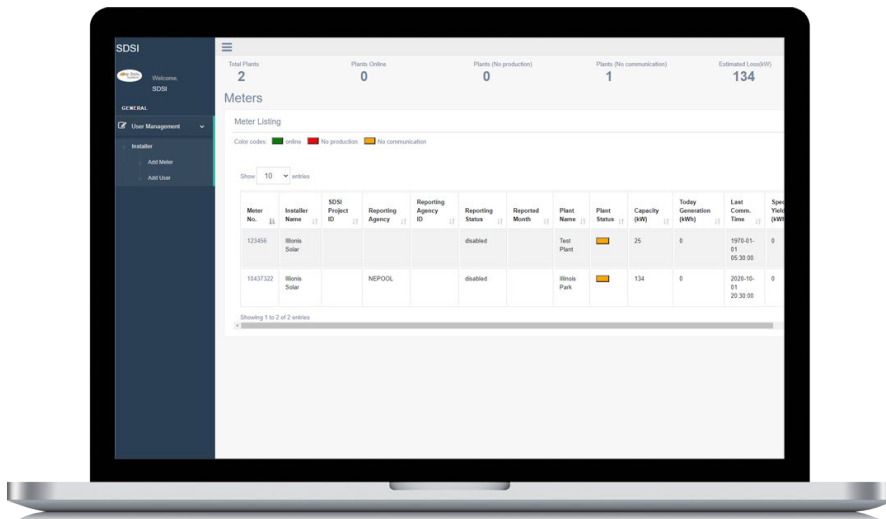 SDSI
Total Plants
2
Plants Online
0
Plants (No production)
0
Plants (No communication)
1
Estimated Loss(kW)
134
Welcome,
SDSI
GENERAL
User Management
Installer
Add Meter
Add User
Meters
Meter Listing
Color codes: online No production No communication
Show 10 entries
Meter No.
Installer Name
SDSI Project ID
Reporting Agency
Reporting Agency ID
Reporting Status
Reported Month
Plant Name
Plant Status
Capacity (kW)
Today Generation (kWh)
Last Comm. Time
Spec
Yield
(kWh
123456
Illionis Solar
disabled
Test Plant
25
0
1970-01-01 05:30:00
0
10437322
Illionis Solar
NEPOOL
disabled
Illinois Park
134
0
2020-10-01 20:30:00
0
Showing 1 to 2 of 2 entries